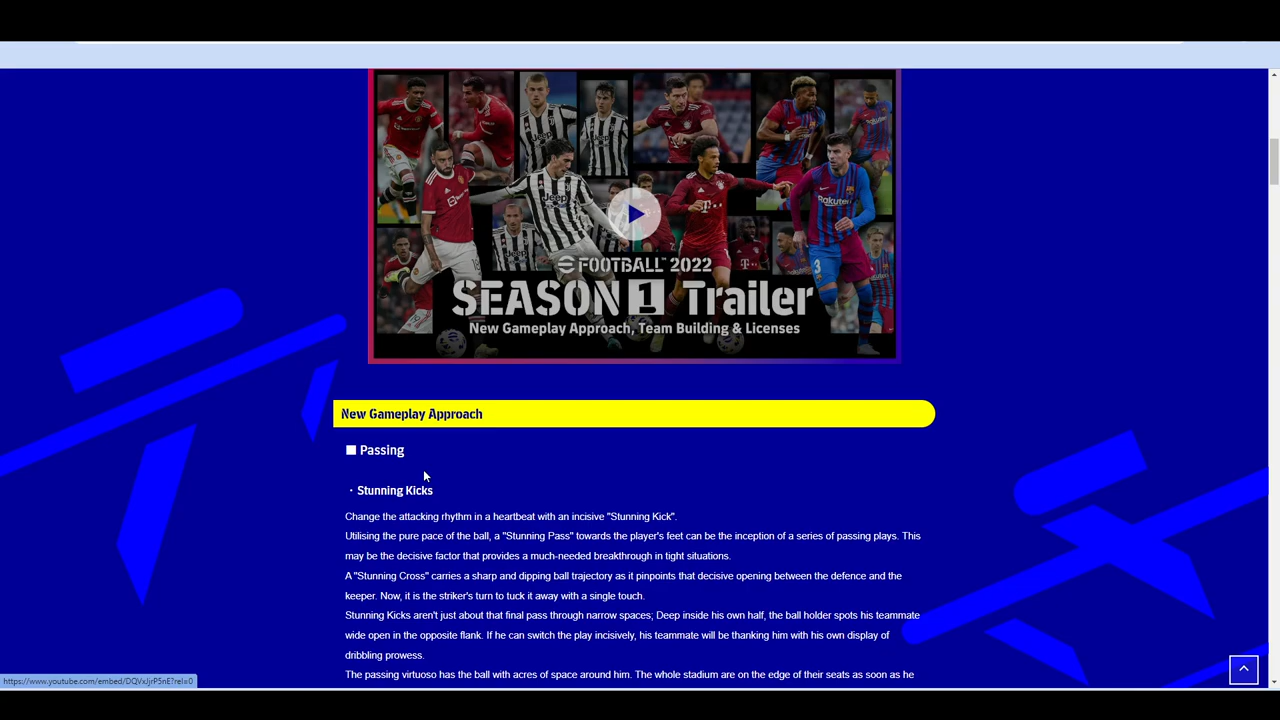 FOOTBALL™ 2022
SEASON 1 Trailer
New Gameplay Approach, Team Building & Licenses
New Gameplay Approach
■ Passing
・Stunning Kicks
Change the attacking rhythm in a heartbeat with an incisive "Stunning Kick".
Utilising the pure pace of the ball, a "Stunning Pass" towards the player's feet can be the inception of a series of passing plays. This
may be the decisive factor that provides a much-needed breakthrough in tight situations.
A "Stunning Cross" carries a sharp and dipping ball trajectory as it pinpoints that decisive opening between the defence and the
keeper. Now, it is the striker's turn to tuck it away with a single touch.
Stunning Kicks aren't just about that final pass through narrow spaces; Deep inside his own half, the ball holder spots his teammate
wide open in the opposite flank. If he can switch the play incisively, his teammate will be thanking him with his own display of
dribbling prowess.
The passing virtuoso has the ball with acres of space around him. The whole stadium are on the edge of their seats as soon as he
https://www.youtube.com/embed/DQVxJjrP5nE?rel=0
Jeep
Jeep
Jeep
Rakuten
Rakuten
3